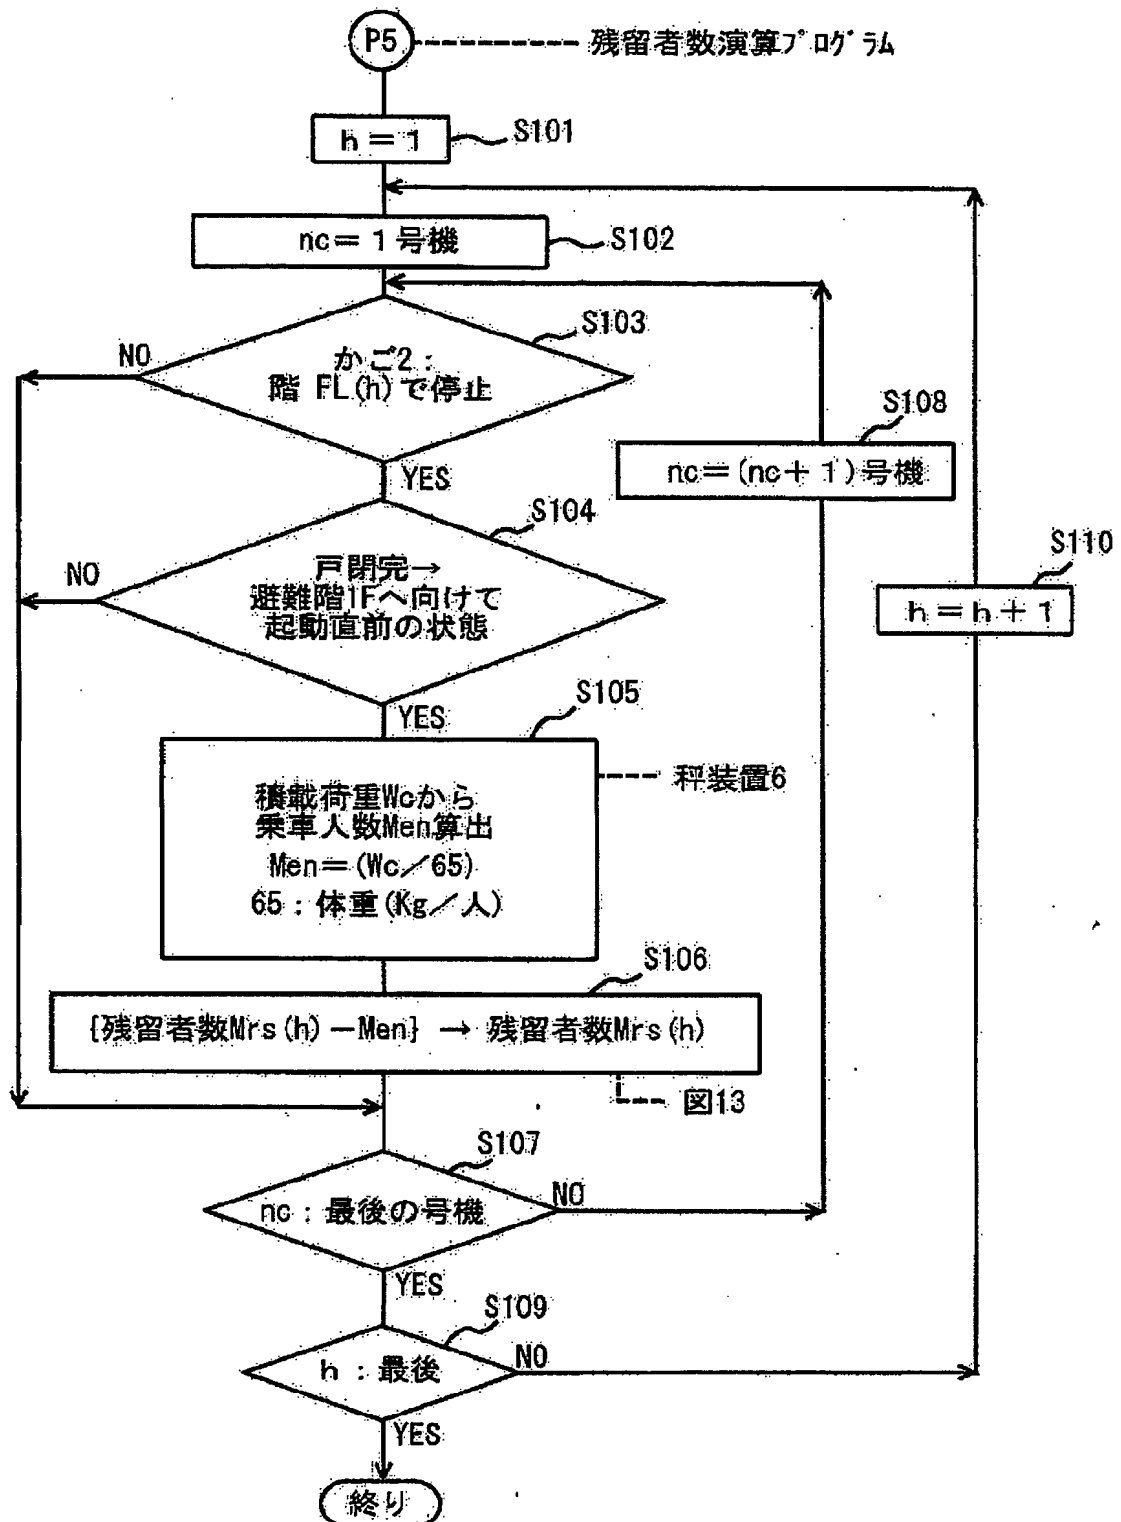 P5
残留者数演算プログラム
h=1
S101
nc=1号機
S102
S103
NO
かご2:
階 FL(h)で停止
S108
YES
nc=(nc+1)号機
S104
S110
NO
戸閉完→
避難階1Fへ向けて
起動直前の状態
h=h+1
S105
YES
秤装置6
積載荷重Wcから
乗車人数Men算出
Men=(Wc/65)
65:体重(Kg/人)
S106
{残留者数Mrs(h)-Men} → 残留者数Mrs(h)
図13
S107
nc:最後の号機
NO
YES
S109
h:最後
NO
YES
終り